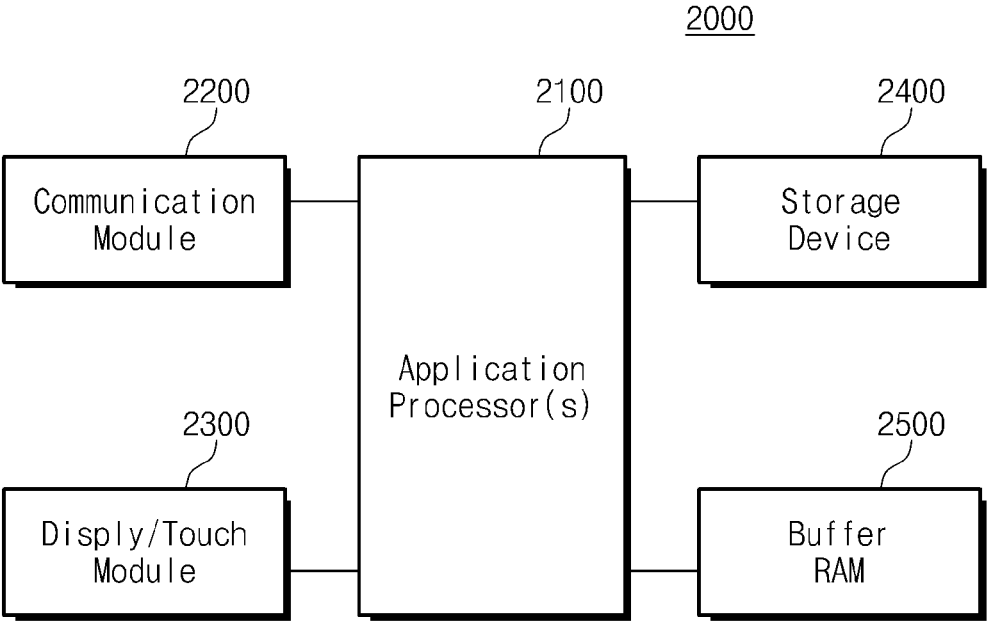 2000
2200
2100
2400
Communication
Module
Storage
Device
Application
Processor(s)
2300
2500
Disply/Touch
Module
Buffer
RAM